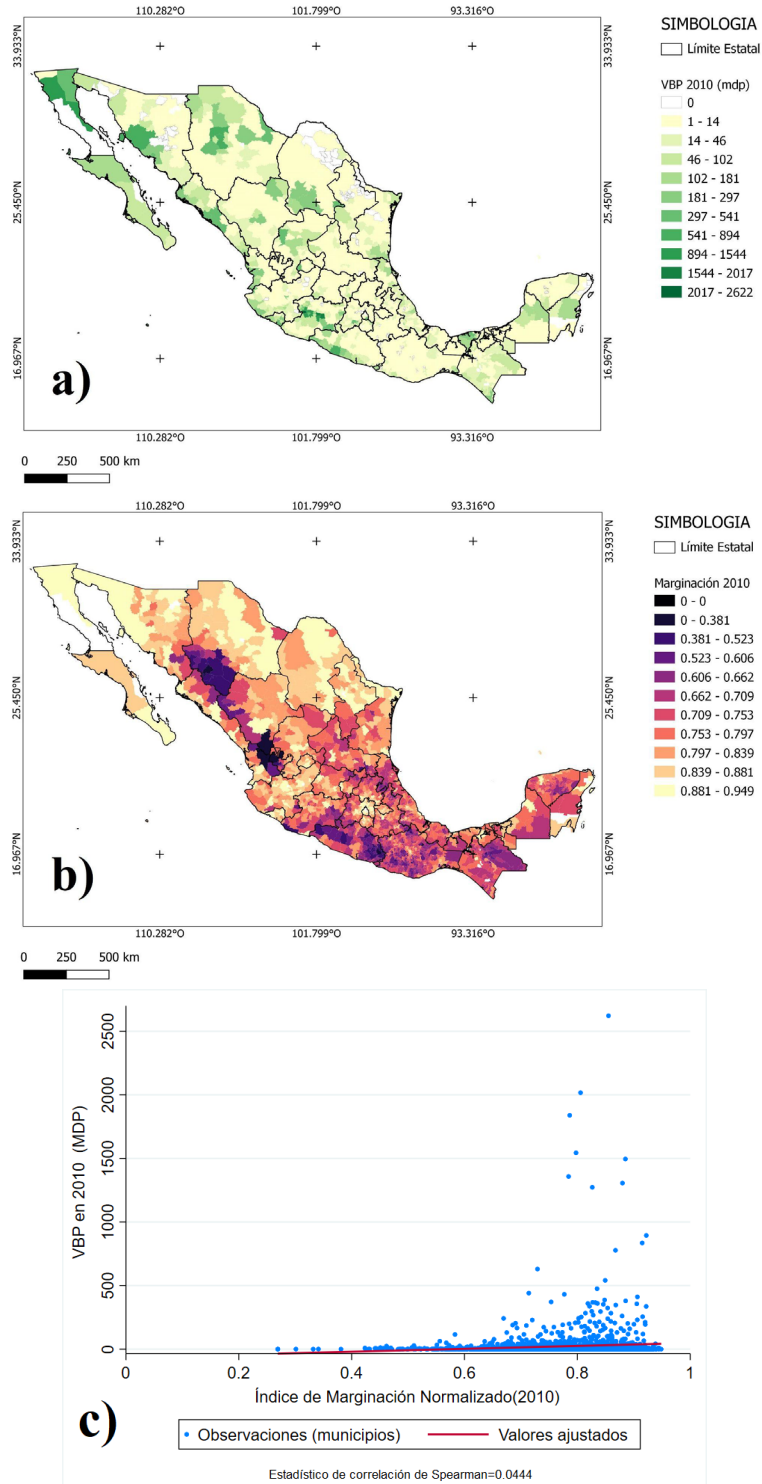 110.282°O 101.799°O 93.316°O
33.933°N 33.933°N
25.450°N 25.450°N
16.967°N 16.967°N
110.282°O 101.799°O 93.316°O
a)
0 250 500 km
SIMBOLOGIA
Límite Estatal
VBP 2010 (mdp)
0
1 - 14
14 - 46
46 - 102
102 - 181
181 - 297
297 - 541
541 - 894
894 - 1544
1544 - 2017
2017 - 2622
110.282°O 101.799°O 93.316°O
33.933°N 33.933°N
25.450°N 25.450°N
16.967°N 16.967°N
110.282°O 101.799°O 93.316°O
b)
0 250 500 km
SIMBOLOGIA
Límite Estatal
Marginación 2010
0 - 0
0 - 0.381
0.381 - 0.523
0.523 - 0.606
0.606 - 0.662
0.662 - 0.709
0.709 - 0.753
0.753 - 0.797
0.797 - 0.839
0.839 - 0.881
0.881 - 0.949
VBP en 2010 (MDP)
2500
2000
1500
1000
500
0
0 0.2 0.4 0.6 0.8 1
Índice de Marginación Normalizado(2010)
c)
Observaciones (municipios) Valores ajustados
Estadístico de correlación de Spearman=0.0444